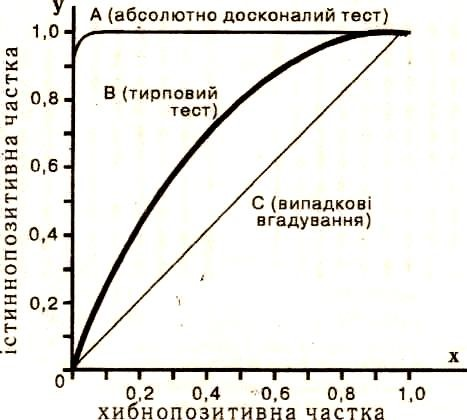 y
A (абсолютно досконалий тест)
1,0
B (тирповий
тест)
0,8
0,6
C (випадкові
вгадування)
0,4
0,2
0
x
0,2 0,4 0,6 0,8 1,0
хибнопозитивна частка
істиннопозитивна частка